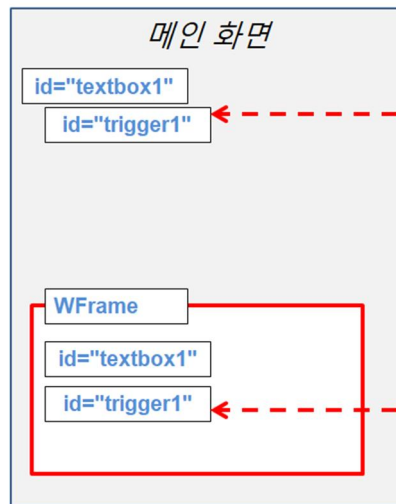 메인 화면
id="textbox1"
id="trigger1"
WFrame
id="textbox1"
id="trigger1"